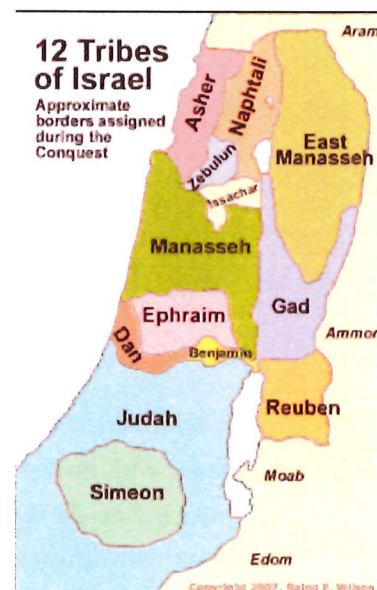 12 Tribes
of Israel
Approximate
borders assigned
during the
Conquest
Aram
Asher
Naphtali
East
Manasseh
Zebulun
Issachar
Manasseh
Ephraim
Gad
Dan
Benjamin
Ammon
Judah
Reuben
Simeon
Moab
Edom
Copyright 2007, Ralph F. Wilson